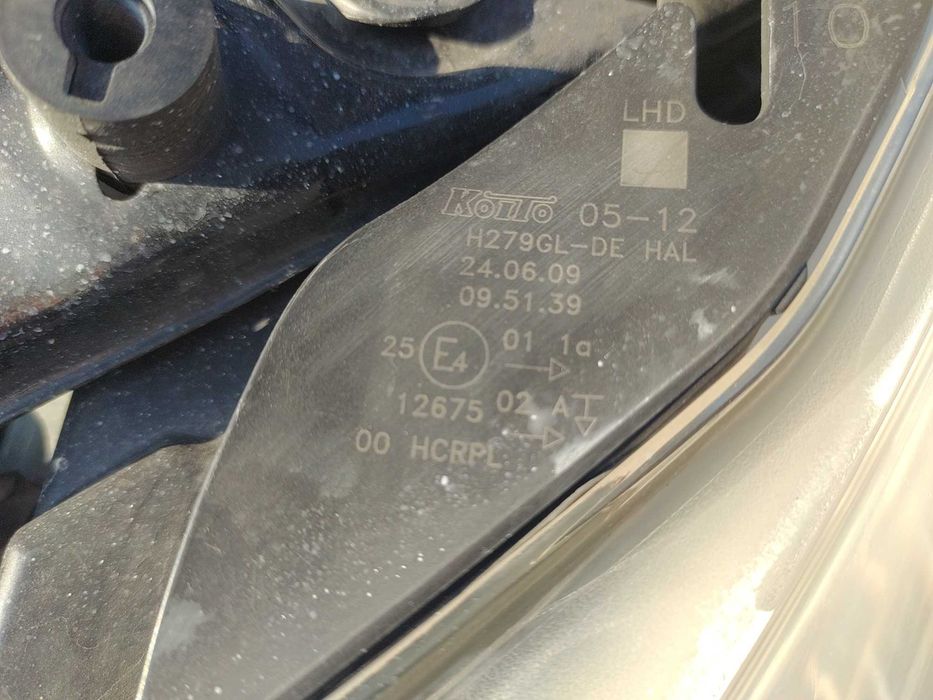 10
LHD
KOITO 05-12
H279GL-DE HAL
24.06.09
09.51.39
25 E4 01 1a
12675 02 A
00 HCRPL